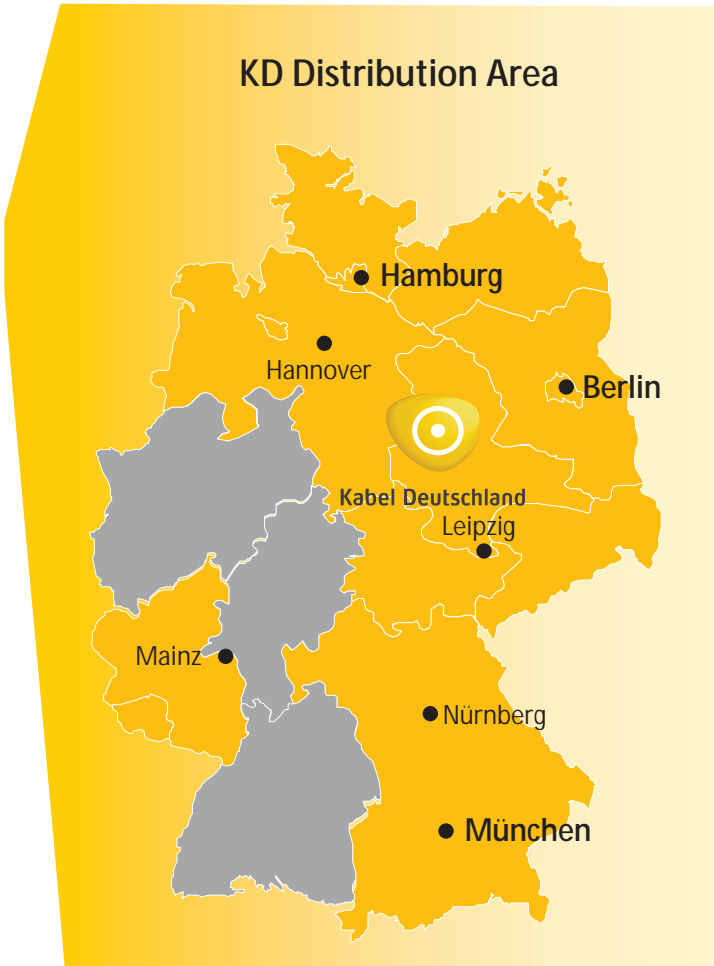 KD Distribution Area
Hamburg
Hannover
Berlin
Kabel Deutschland
Leipzig
Mainz
Nürnberg
München